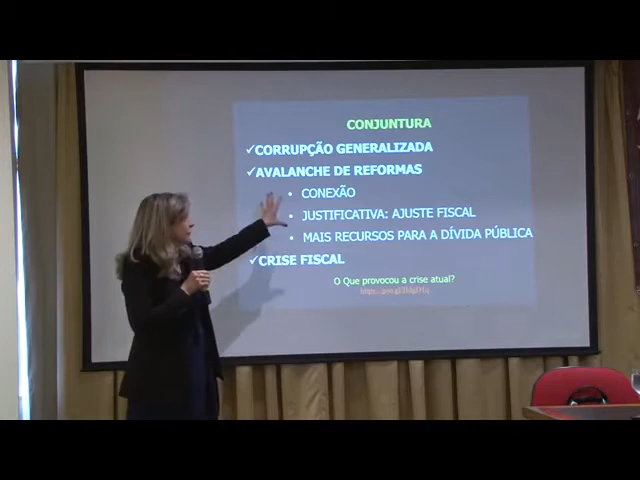 CONJUNTURA
✓CORRUPÇÃO GENERALIZADA
✓AVALANCHE DE REFORMAS
• CONEXÃO
• JUSTIFICATIVA: AJUSTE FISCAL
• MAIS RECURSOS PARA A DÍVIDA PÚBLICA
✓CRISE FISCAL
O Que provocou a crise atual?